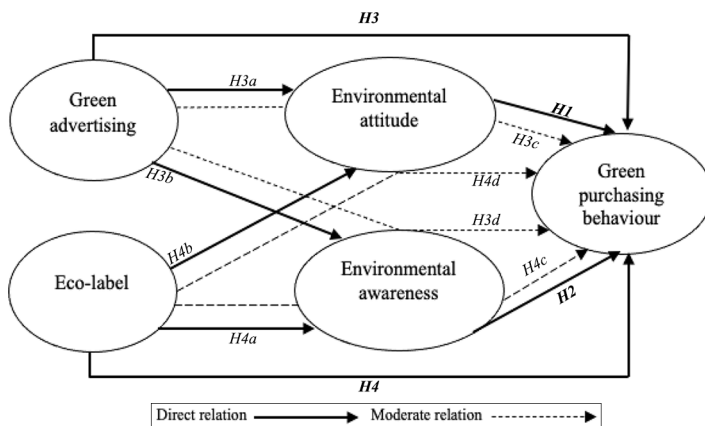 H3
Green
advertising
H3a
Environmental
attitude
H1
H3c
H3b
H4d
Green
purchasing
behaviour
H4b
H3d
Eco-label
Environmental
awareness
H4c
H2
H4a
H4
Direct relation
Moderate relation